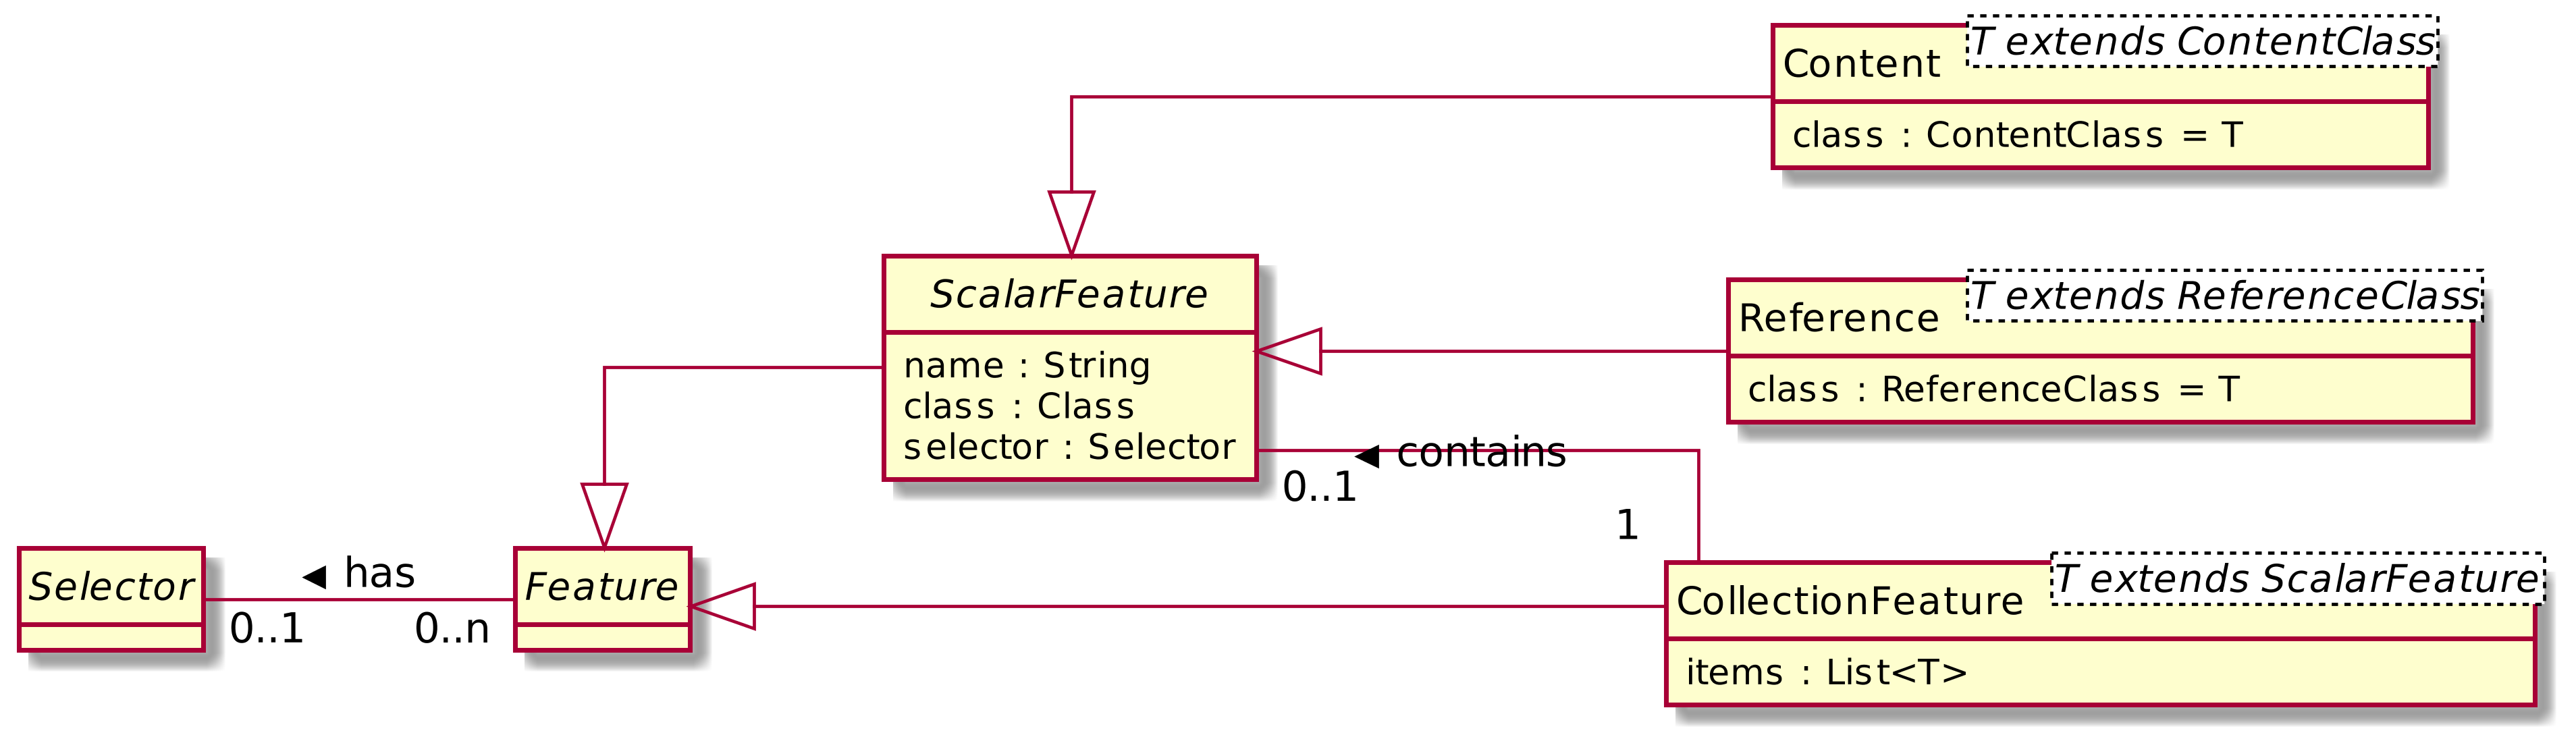 T extends ContentClass
Content
class : ContentClass = T
ScalarFeature
name : String
class : Class
selector : Selector
T extends ReferenceClass
Reference
class : ReferenceClass = T
◀ contains
0..1
1
Selector
◀ has
0..1
0..n
Feature
T extends ScalarFeature
CollectionFeature
items : List<T>